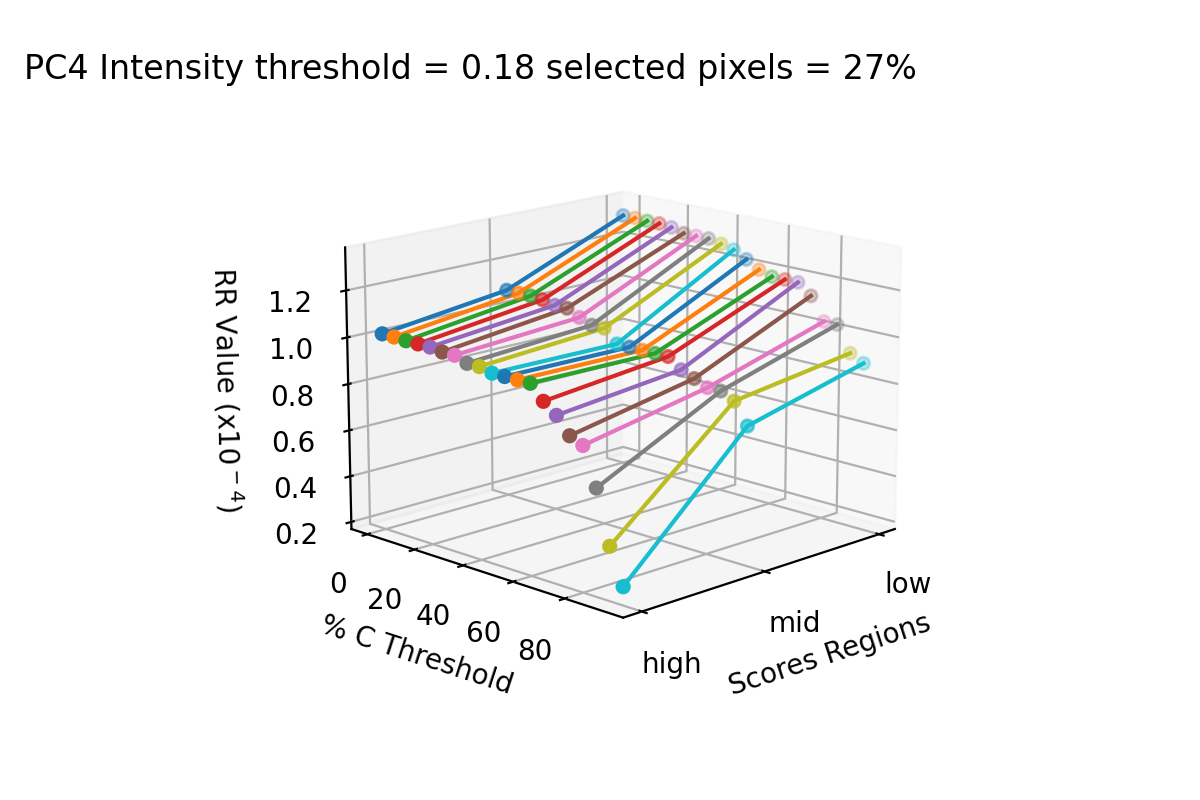 PC4 Intensity threshold = 0.18 selected pixels = 27%
RR Value (x10⁻⁴)
1.2
1.0
0.8
0.6
0.4
0.2
0
20
40
60
80
% C Threshold
high
mid
low
Scores Regions